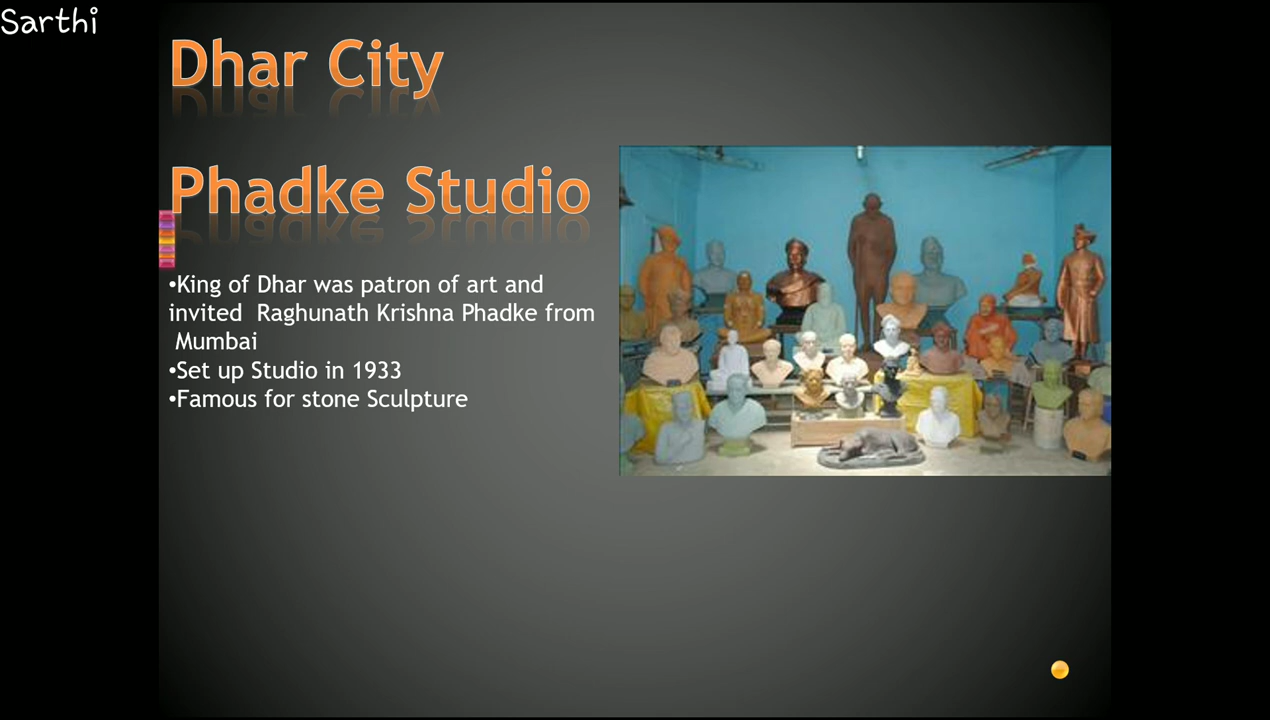 Sarthi
Dhar City
Phadke Studio
•King of Dhar was patron of art and
invited Raghunath Krishna Phadke from
Mumbai
•Set up Studio in 1933
•Famous for stone Sculpture